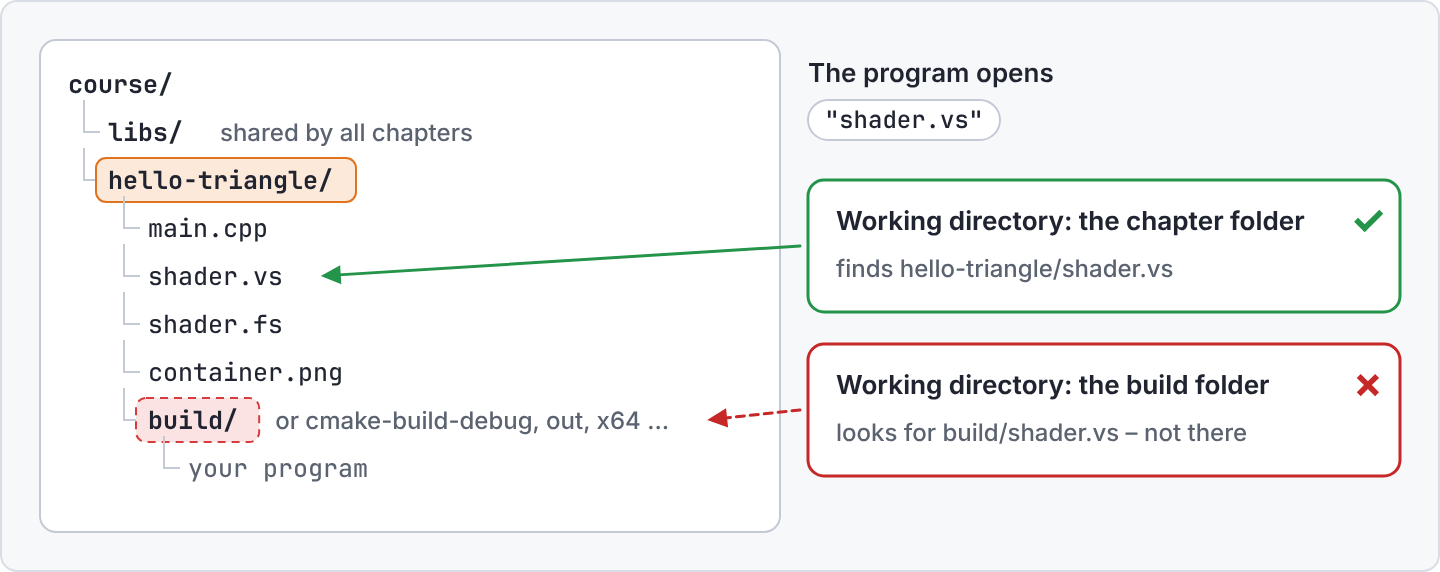 course/
libs/ shared by all chapters
hello-triangle/
main.cpp
shader.vs
shader.fs
container.png
build/ or cmake-build-debug, out, x64 ...
your program
The program opens
"shader.vs"
Working directory: the chapter folder
finds hello-triangle/shader.vs
Working directory: the build folder
looks for build/shader.vs – not there